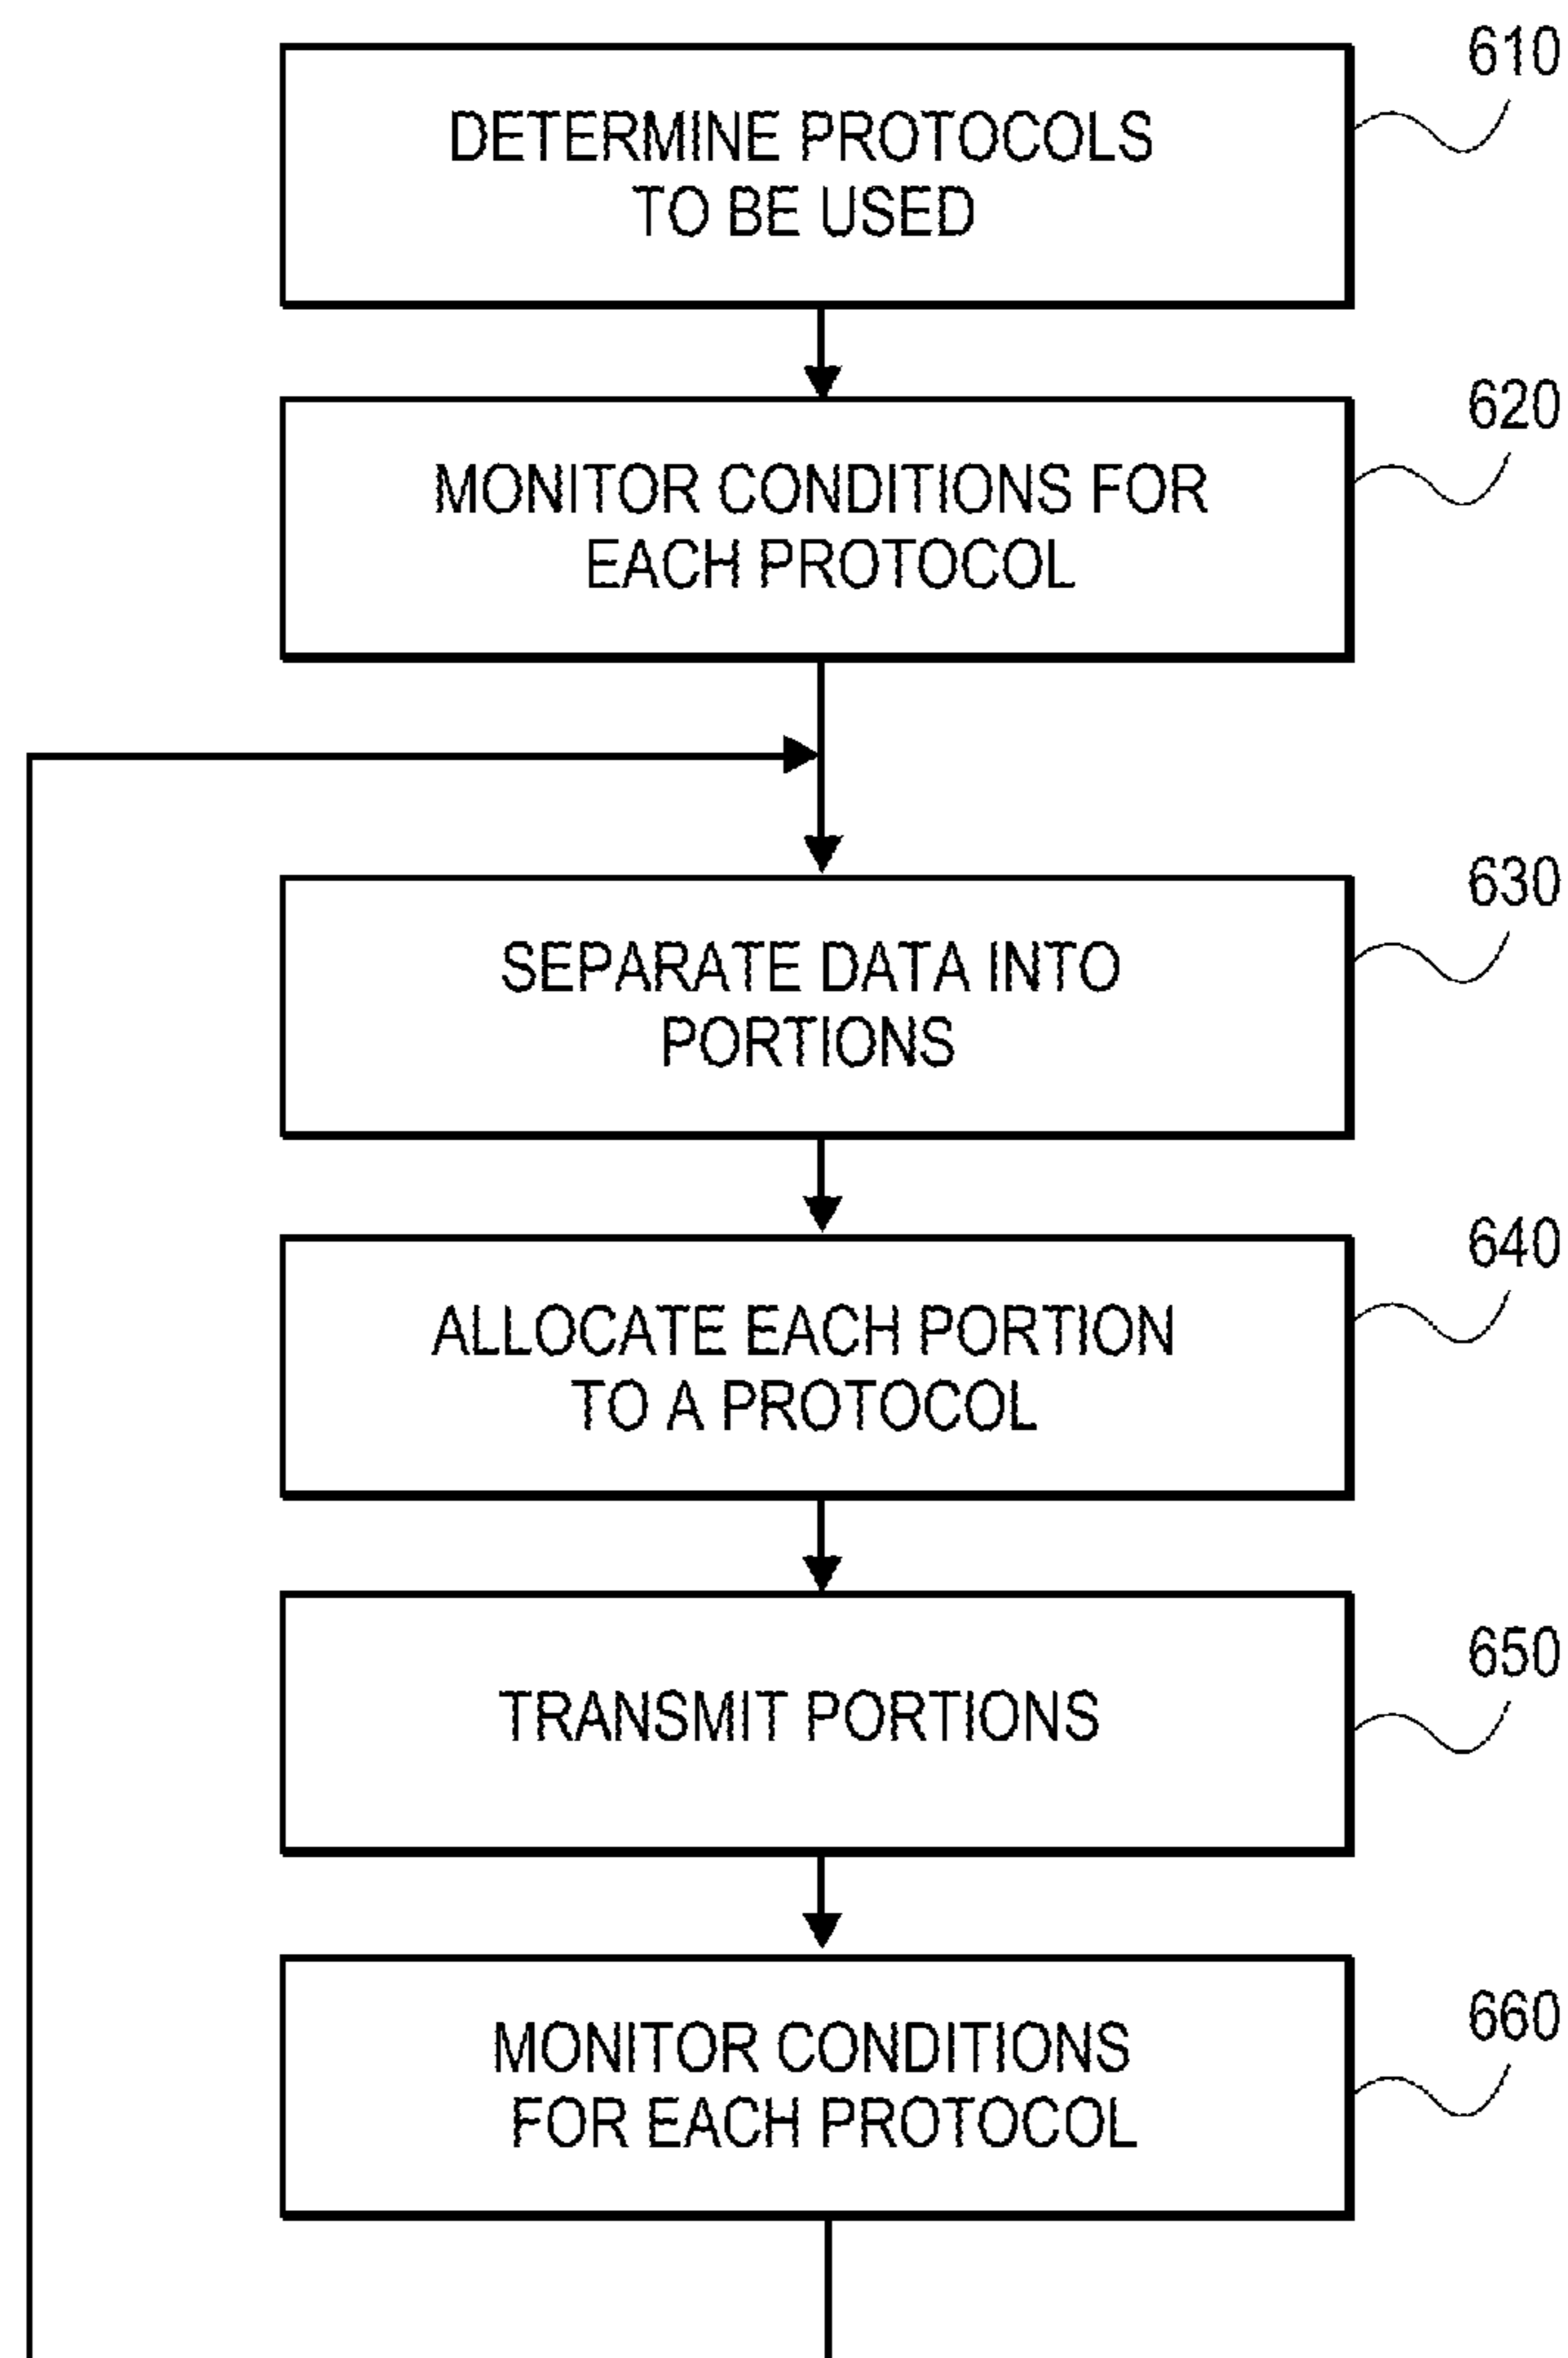 610
DETERMINE PROTOCOLS
TO BE USED
620
MONITOR CONDITIONS FOR
EACH PROTOCOL
630
SEPARATE DATA INTO
PORTIONS
640
ALLOCATE EACH PORTION
TO A PROTOCOL
650
TRANSMIT PORTIONS
660
MONITOR CONDITIONS
FOR EACH PROTOCOL